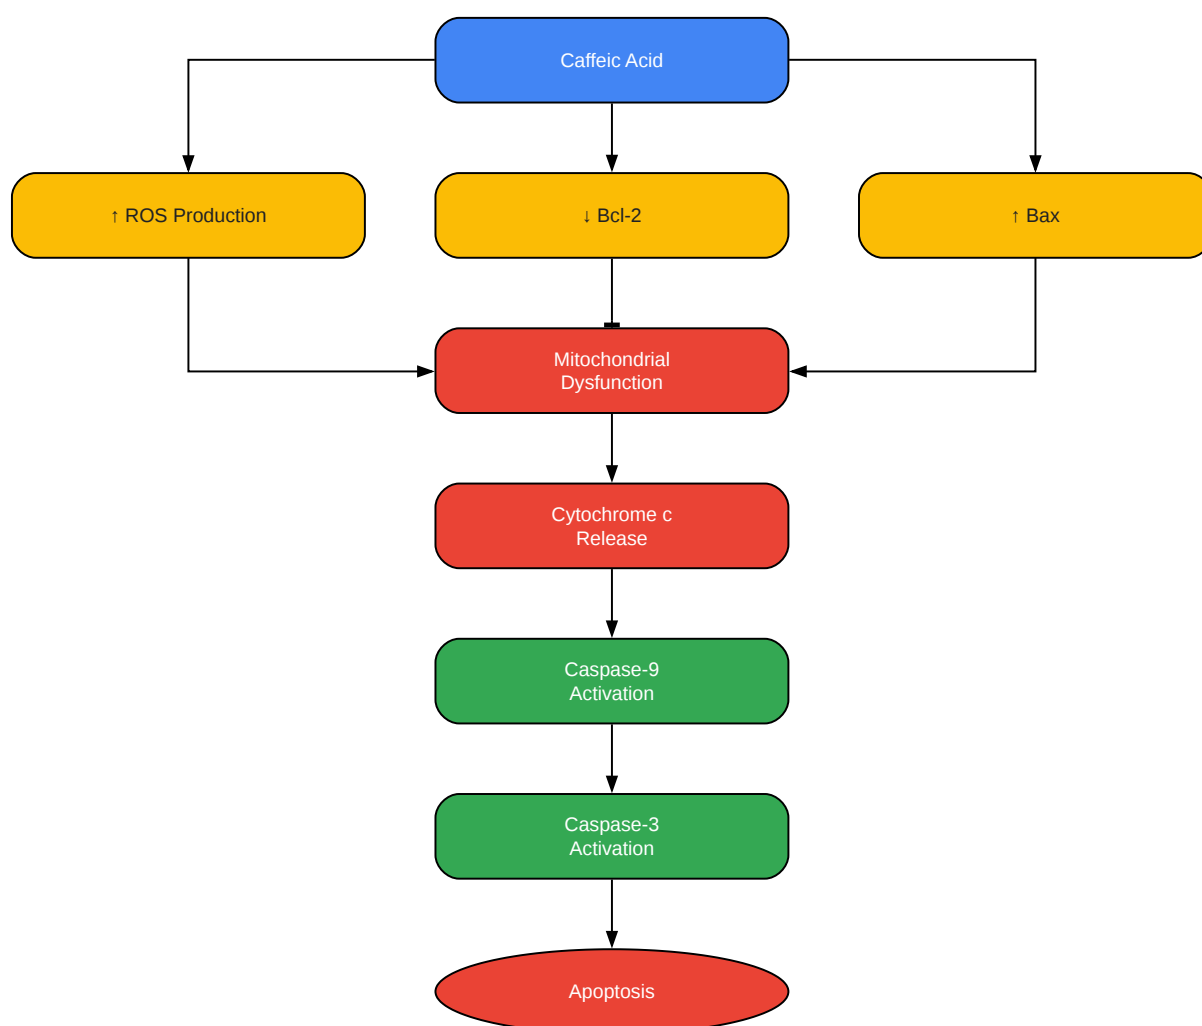 Caffeic Acid
↑ ROS Production
↓ Bcl-2
↑ Bax
Mitochondrial
Dysfunction
Cytochrome c
Release
Caspase-9
Activation
Caspase-3
Activation
Apoptosis